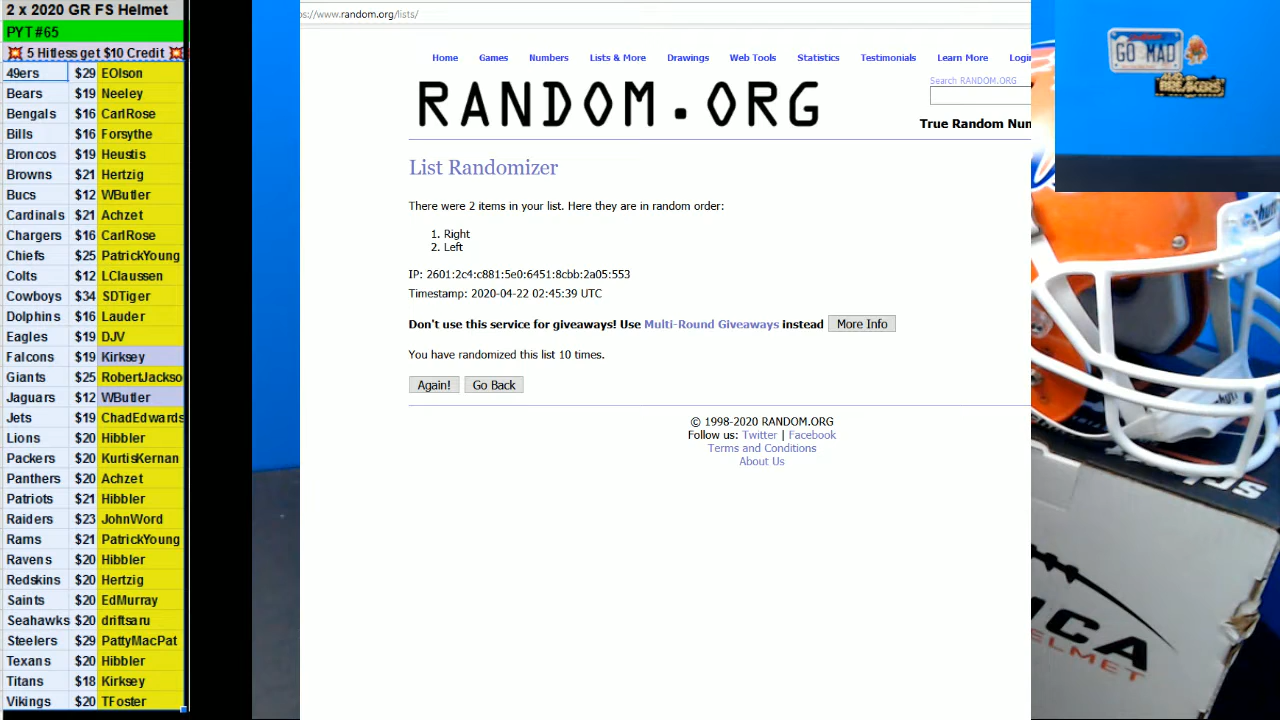 2 x 2020 GR FS Helmet
PYT #65
💥 5 Hitless get $10 Credit 💥
49ers $29 EOlson
Bears $19 Neeley
Bengals $16 CarlRose
Bills $16 Forsythe
Broncos $19 Heustis
Browns $21 Hertzig
Bucs $12 WButler
Cardinals $21 Achzet
Chargers $16 CarlRose
Chiefs $25 PatrickYoung
Colts $12 LClaussen
Cowboys $34 SDTiger
Dolphins $16 Lauder
Eagles $19 DJV
Falcons $19 Kirksey
Giants $25 RobertJackso
Jaguars $12 WButler
Jets $19 ChadEdwards
Lions $20 Hibbler
Packers $20 KurtisKernan
Panthers $20 Achzet
Patriots $21 Hibbler
Raiders $23 JohnWord
Rams $21 PatrickYoung
Ravens $20 Hibbler
Redskins $20 Hertzig
Saints $20 EdMurray
Seahawks $20 driftsaru
Steelers $29 PattyMacPat
Texans $20 Hibbler
Titans $18 Kirksey
Vikings $20 TFoster
s://www.random.org/lists/
Home Games Numbers Lists & More Drawings Web Tools Statistics Testimonials Learn More Login
Search RANDOM.ORG
RANDOM.ORG
True Random Num
List Randomizer
There were 2 items in your list. Here they are in random order:
1. Right
2. Left
IP: 2601:2c4:c881:5e0:6451:8cbb:2a05:553
Timestamp: 2020-04-22 02:45:39 UTC
Don't use this service for giveaways! Use Multi-Round Giveaways instead More Info
You have randomized this list 10 times.
Again! Go Back
© 1998-2020 RANDOM.ORG
Follow us: Twitter | Facebook
Terms and Conditions
About Us
GO MAD
MAD
BREAKERS
ICA
HELMET